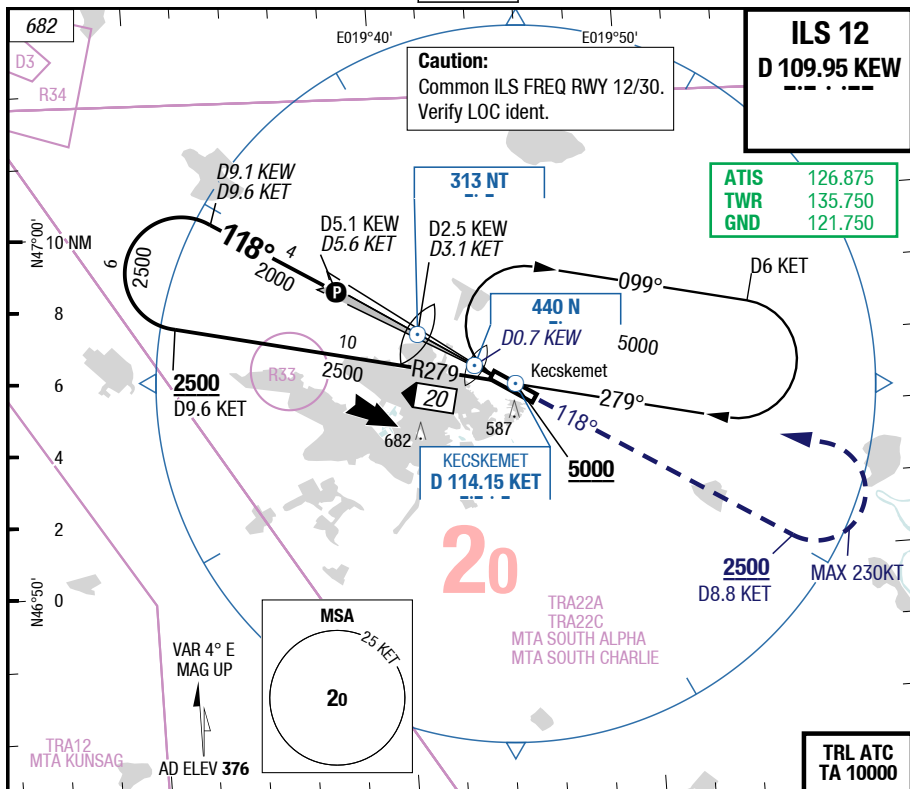 682
E019°40'
E019°50'
ILS 12
D 109.95 KEW
Caution:
Common ILS FREQ RWY 12/30.
Verify LOC ident.
D3
R34
ATIS 126.875
TWR 135.750
GND 121.750
D9.1 KEW
D9.6 KET
313 NT
D5.1 KEW
D5.6 KET
D2.5 KEW
D3.1 KET
N47°00'
10 NM
118°
4
2000
6
2500
P
099°
D6 KET
440 N
D0.7 KEW
5000
8
10
2500
R279
Kecskemet
R33
6
2500
D9.6 KET
20
279°
118°
682
587
KECSKEMET
D 114.15 KET
5000
4
20
2
2500
D8.8 KET
MAX 230KT
N46°50'
0
TRA22A
TRA22C
MTA SOUTH ALPHA
MTA SOUTH CHARLIE
MSA
25 KET
20
VAR 4° E
MAG UP
TRA12
MTA KUNSAG
AD ELEV 376
TRL ATC
TA 10000